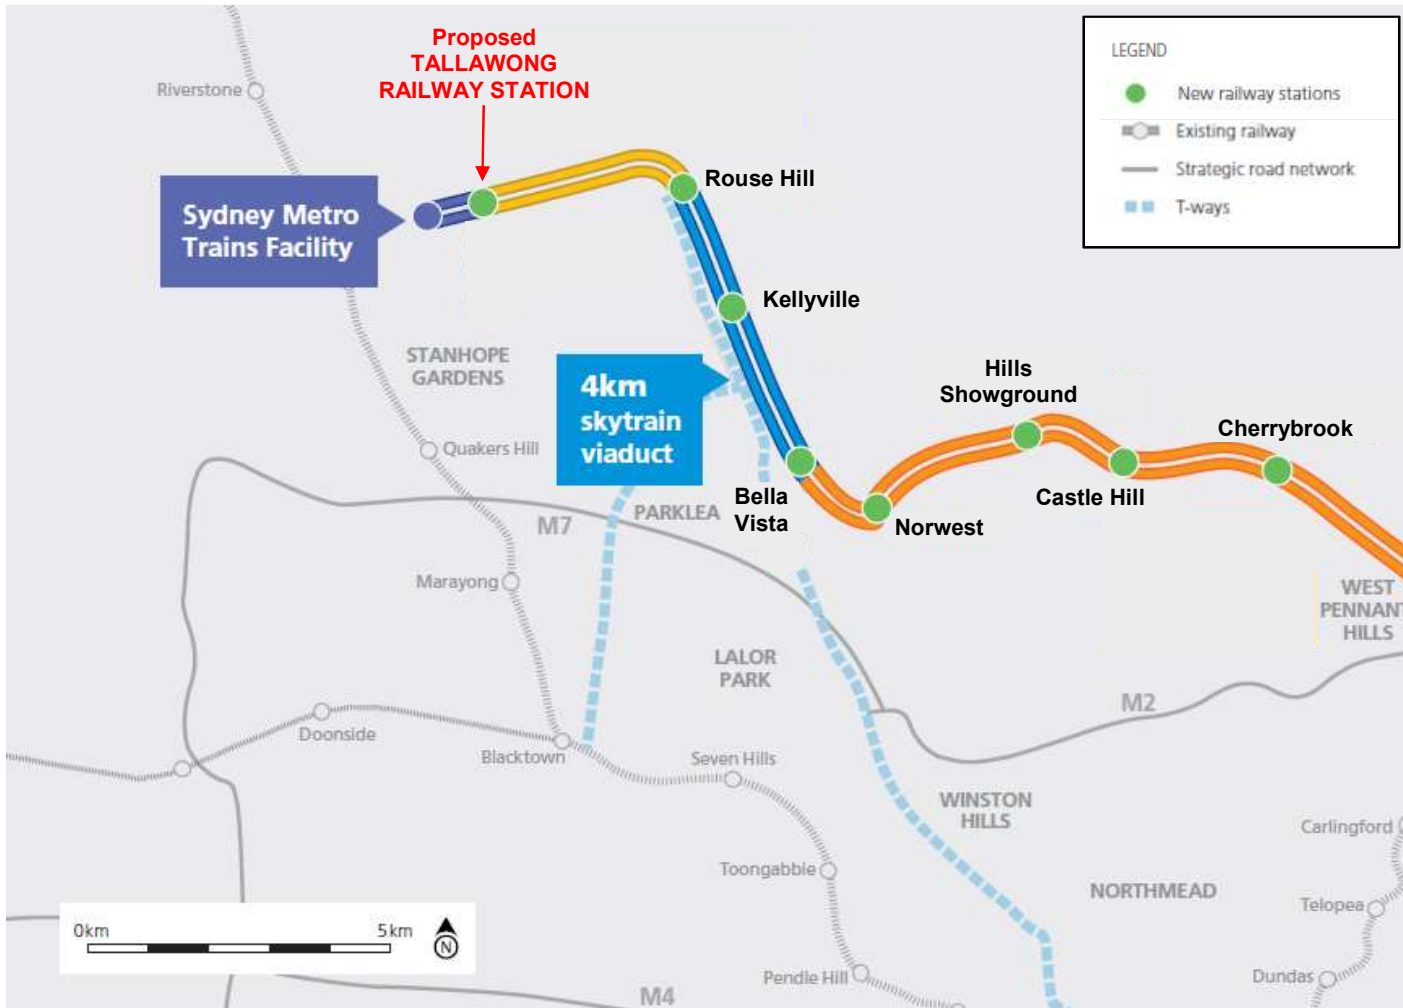 Proposed
TALLAWONG
RAILWAY STATION
LEGEND
New railway stations
Existing railway
Strategic road network
T-ways
Riverstone
Rouse Hill
Sydney Metro
Trains Facility
Kellyville
STANHOPE
GARDENS
4km
skytrain
viaduct
Hills
Showground
Cherrybrook
Quakers Hill
Bella
Vista
Castle Hill
Norwest
PARKLEA
M7
Marayong
WEST
PENNANT
HILLS
LALOR
PARK
M2
Doonside
Blacktown
Seven Hills
WINSTON
HILLS
Carlingford
Toongabbie
NORTHMEAD
Telopea
0km
5km
N
Pendle Hill
Dundas
M4